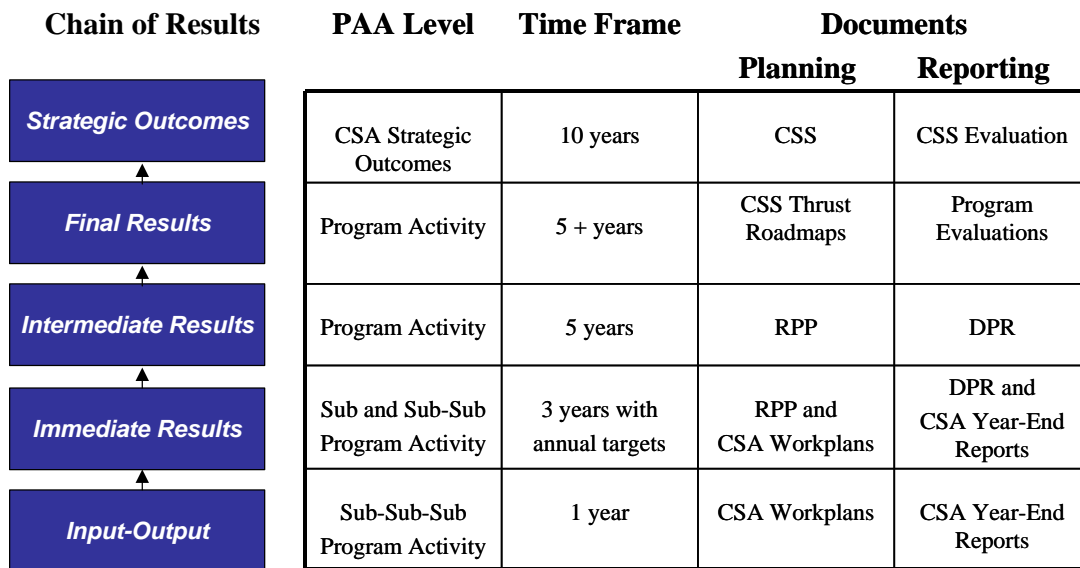 Chain of Results
PAA Level
Time Frame
Documents
Planning
Reporting
Strategic Outcomes
CSA Strategic
Outcomes
10 years
CSS
CSS Evaluation
Final Results
Program Activity
5 + years
CSS Thrust
Roadmaps
Program
Evaluations
Intermediate Results
Program Activity
5 years
RPP
DPR
Immediate Results
Sub and Sub-Sub
Program Activity
3 years with
annual targets
RPP and
CSA Workplans
DPR and
CSA Year-End
Reports
Input-Output
Sub-Sub-Sub
Program Activity
1 year
CSA Workplans
CSA Year-End
Reports